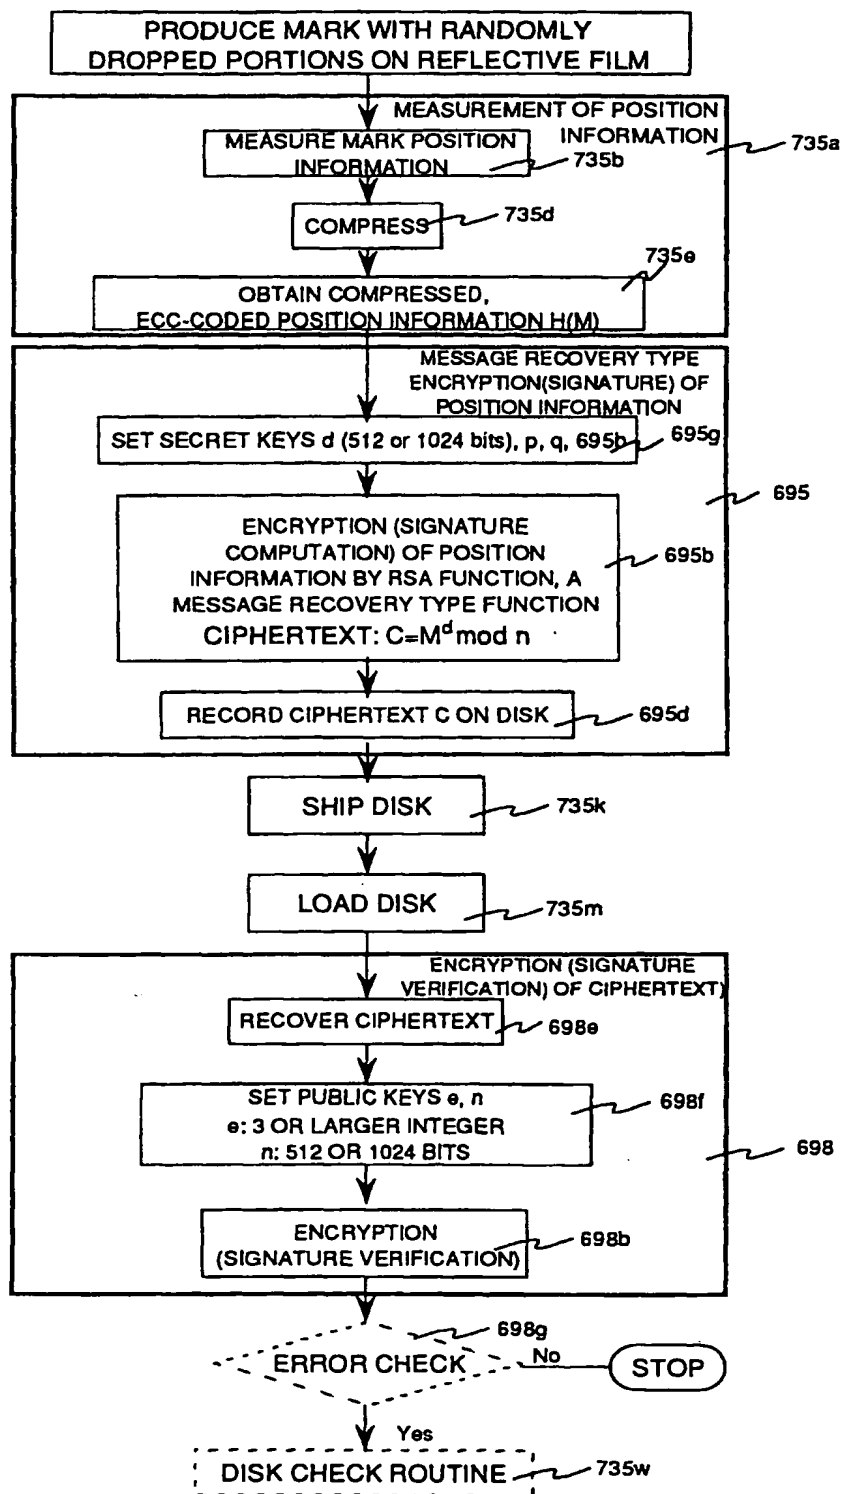 PRODUCE MARK WITH RANDOMLY
DROPPED PORTIONS ON REFLECTIVE FILM
MEASUREMENT OF POSITION
INFORMATION
735a
MEASURE MARK POSITION
INFORMATION
735b
COMPRESS
735d
735e
OBTAIN COMPRESSED,
ECC-CODED POSITION INFORMATION H(M)
MESSAGE RECOVERY TYPE
ENCRYPTION(SIGNATURE) OF
POSITION INFORMATION
SET SECRET KEYS d (512 or 1024 bits), p, q, 695b
695g
695
ENCRYPTION (SIGNATURE
COMPUTATION) OF POSITION
INFORMATION BY RSA FUNCTION, A
MESSAGE RECOVERY TYPE FUNCTION
CIPHERTEXT: C=M^d mod n
695b
RECORD CIPHERTEXT C ON DISK
695d
SHIP DISK
735k
LOAD DISK
735m
ENCRYPTION (SIGNATURE
VERIFICATION) OF CIPHERTEXT)
RECOVER CIPHERTEXT
698e
SET PUBLIC KEYS e, n
e: 3 OR LARGER INTEGER
n: 512 OR 1024 BITS
698f
698
ENCRYPTION
(SIGNATURE VERIFICATION)
698b
698g
ERROR CHECK
No
STOP
Yes
DISK CHECK ROUTINE
735w